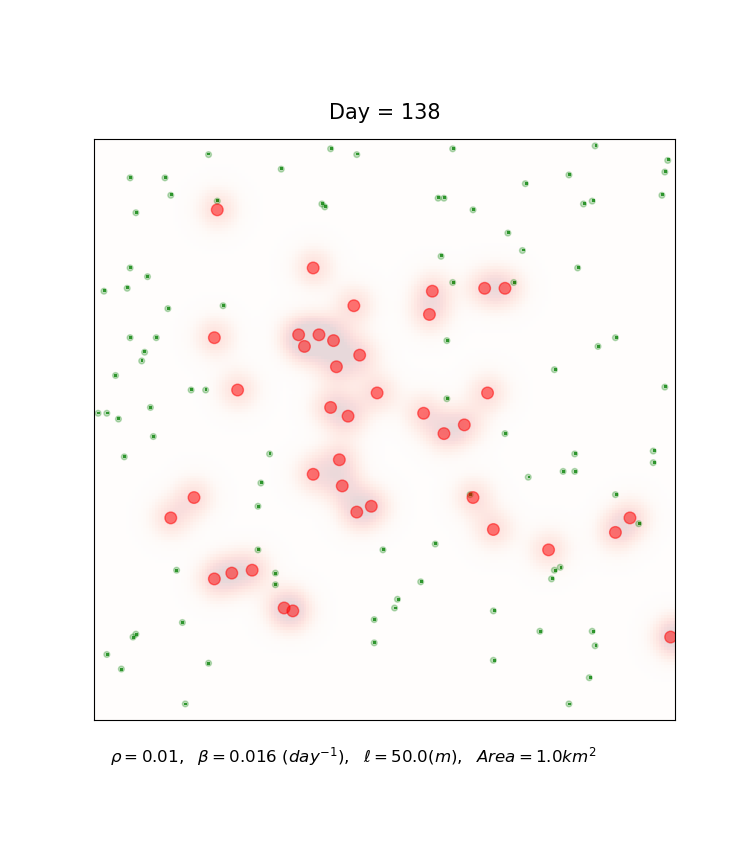 Day = 138
ρ = 0.01, β = 0.016 (day⁻¹), ℓ = 50.0(m), Area = 1.0km²